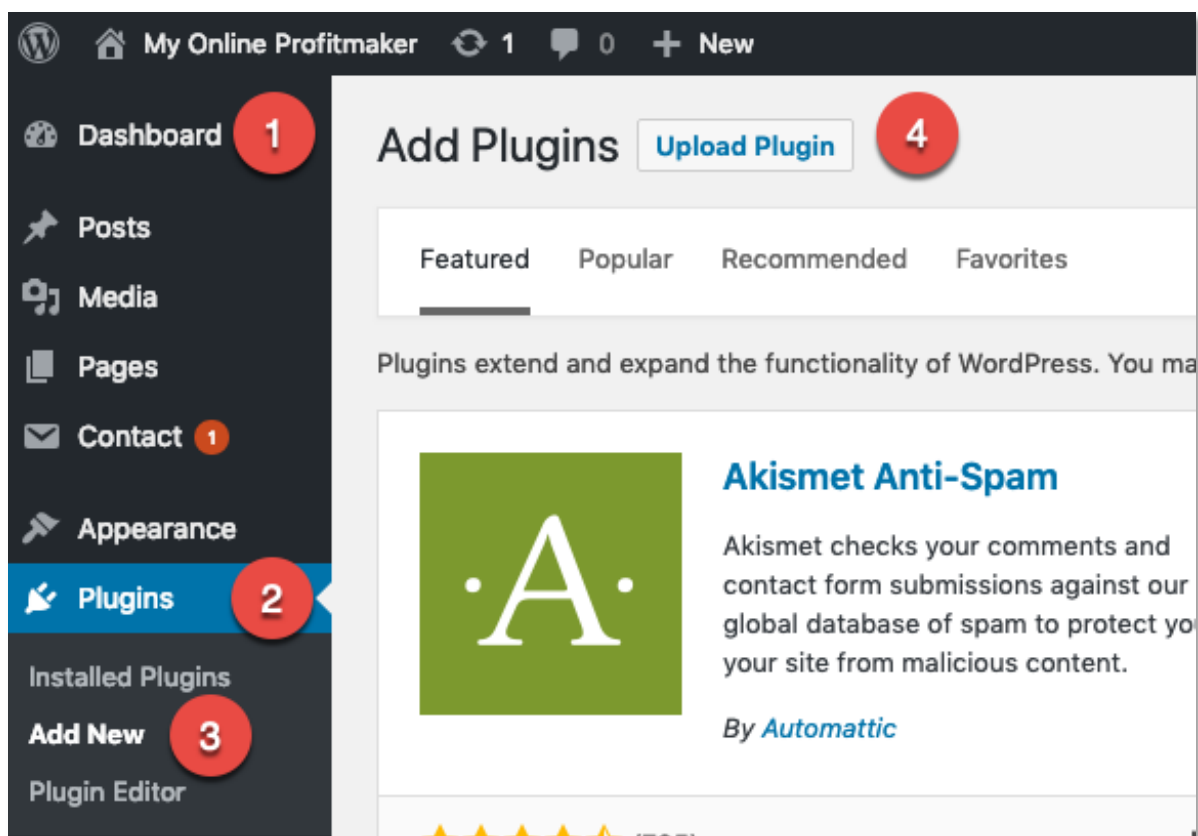 My Online Profitmaker 1 0 + New
Dashboard 1
Posts
Media
Pages
Contact 1
Appearance
Plugins 2
Installed Plugins
Add New 3
Plugin Editor
Add Plugins Upload Plugin 4
Featured Popular Recommended Favorites
Plugins extend and expand the functionality of WordPress. You ma
A
Akismet Anti-Spam
Akismet checks your comments and
contact form submissions against our
global database of spam to protect yo
your site from malicious content.
By Automattic